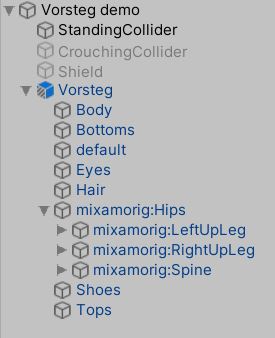 Vorsteg demo
StandingCollider
CrouchingCollider
Shield
Vorsteg
Body
Bottoms
default
Eyes
Hair
mixamorig:Hips
mixamorig:LeftUpLeg
mixamorig:RightUpLeg
mixamorig:Spine
Shoes
Tops